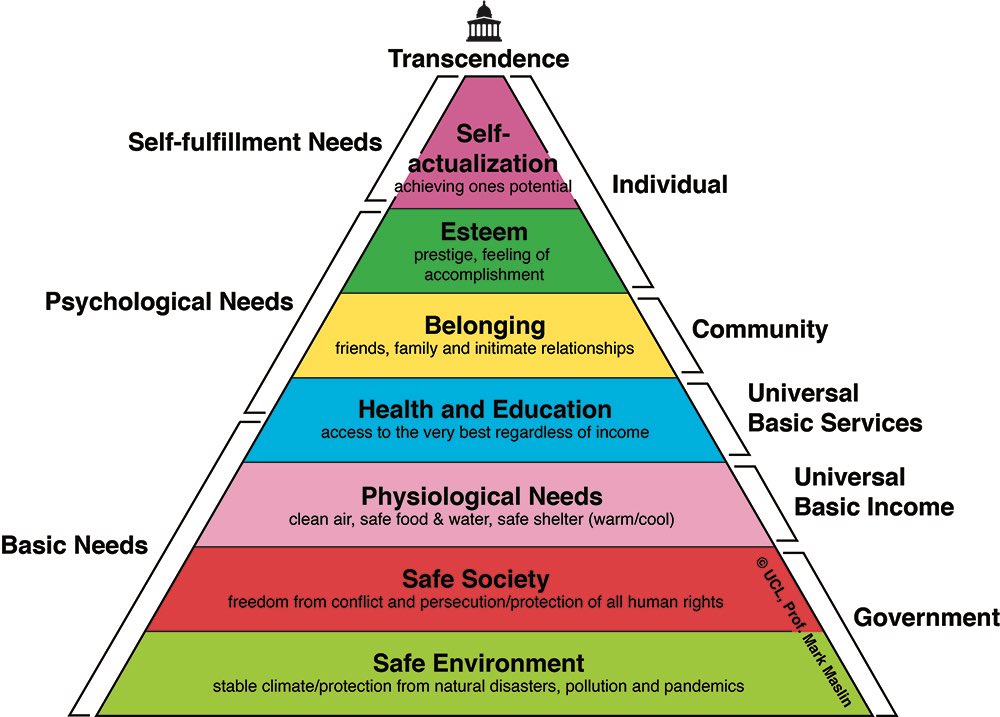 Transcendence
Self-fulfillment Needs
Self-
actualization
achieving ones potential
Individual
Esteem
prestige, feeling of
accomplishment
Psychological Needs
Belonging
friends, family and initimate relationships
Community
Health and Education
access to the very best regardless of income
Universal
Basic Services
Physiological Needs
clean air, safe food & water, safe shelter (warm/cool)
Universal
Basic Income
Basic Needs
Safe Society
freedom from conflict and persecution/protection of all human rights
Government
Safe Environment
stable climate/protection from natural disasters, pollution and pandemics
© UCL, Prof. Mark Maslin